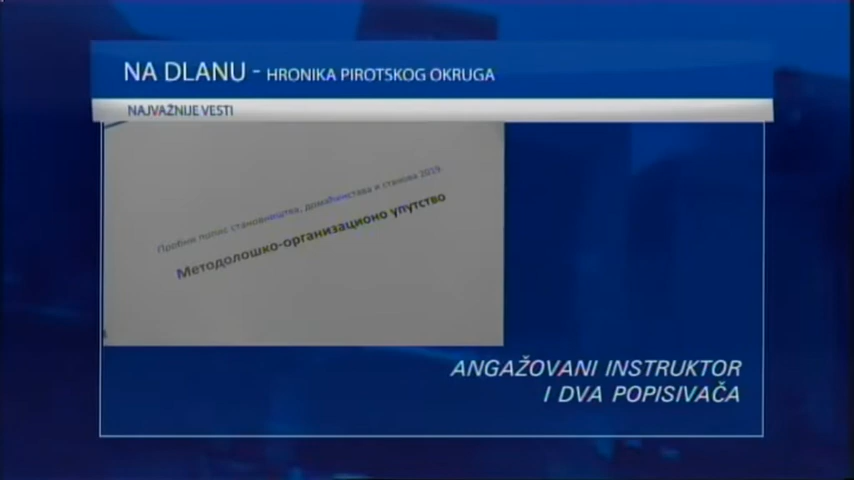 NA DLANU - HRONIKA PIROTSKOG OKRUGA
NAJVAŽNIJE VESTI
Пробни попис становништва, домаћинстава и станова 2019.
Методолошко-организационо упутство
ANGAŽOVANI INSTRUKTOR
I DVA POPISIVAČA